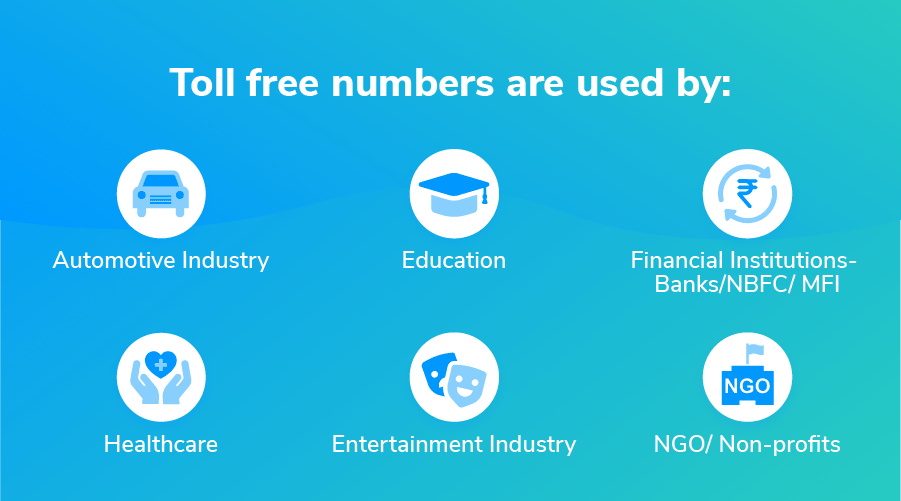 Toll free numbers are used by:
Automotive Industry
Education
Financial Institutions-
Banks/NBFC/ MFI
Healthcare
Entertainment Industry
NGO
NGO/ Non-profits